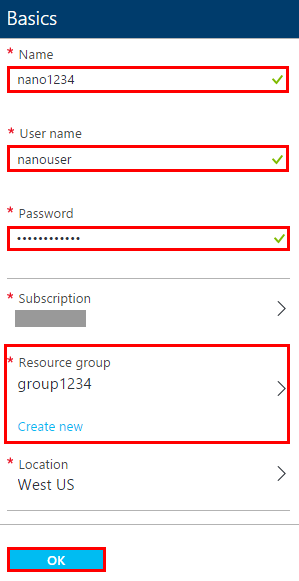 Basics
* Name
nano1234
* User name
nanouser
* Password
••••••••••••
* Subscription
* Resource group
group1234
Create new
* Location
West US
OK